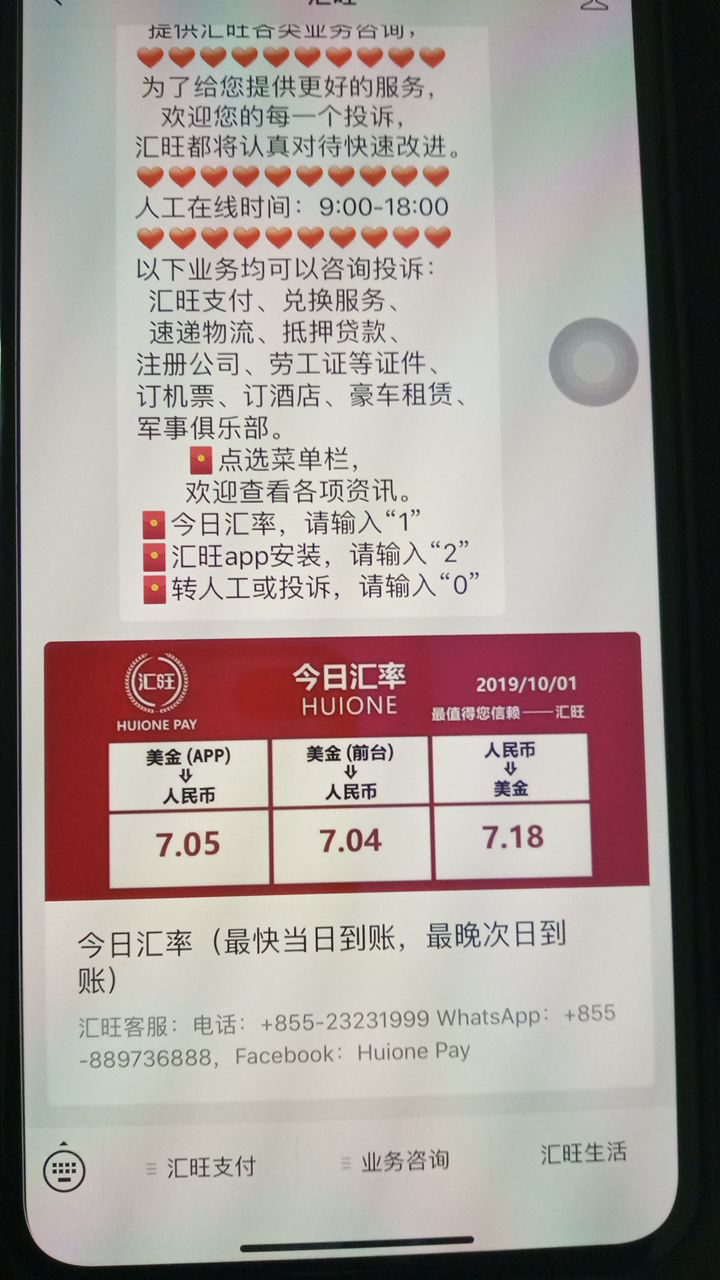 汇旺
提供汇旺各类业务咨询，
为了给您提供更好的服务，
欢迎您的每一个投诉，
汇旺都将认真对待快速改进。
人工在线时间：9:00-18:00
以下业务均可以咨询投诉：
汇旺支付、兑换服务、
速递物流、抵押贷款、
注册公司、劳工证等证件、
订机票、订酒店、豪车租赁、
军事俱乐部。
点选菜单栏，
欢迎查看各项资讯。
今日汇率，请输入“1”
汇旺app安装，请输入“2”
转人工或投诉，请输入“0”
汇旺
HUIONE PAY
今日汇率
HUIONE
2019/10/01
最值得您信赖——汇旺
美金 (APP)
⇩
人民币
美金 (前台)
⇩
人民币
人民币
⇩
美金
7.05
7.04
7.18
今日汇率（最快当日到账，最晚次日到
账）
汇旺客服：电话：+855-23231999 WhatsApp：+855
-889736888，Facebook：Huione Pay
汇旺支付
业务咨询
汇旺生活